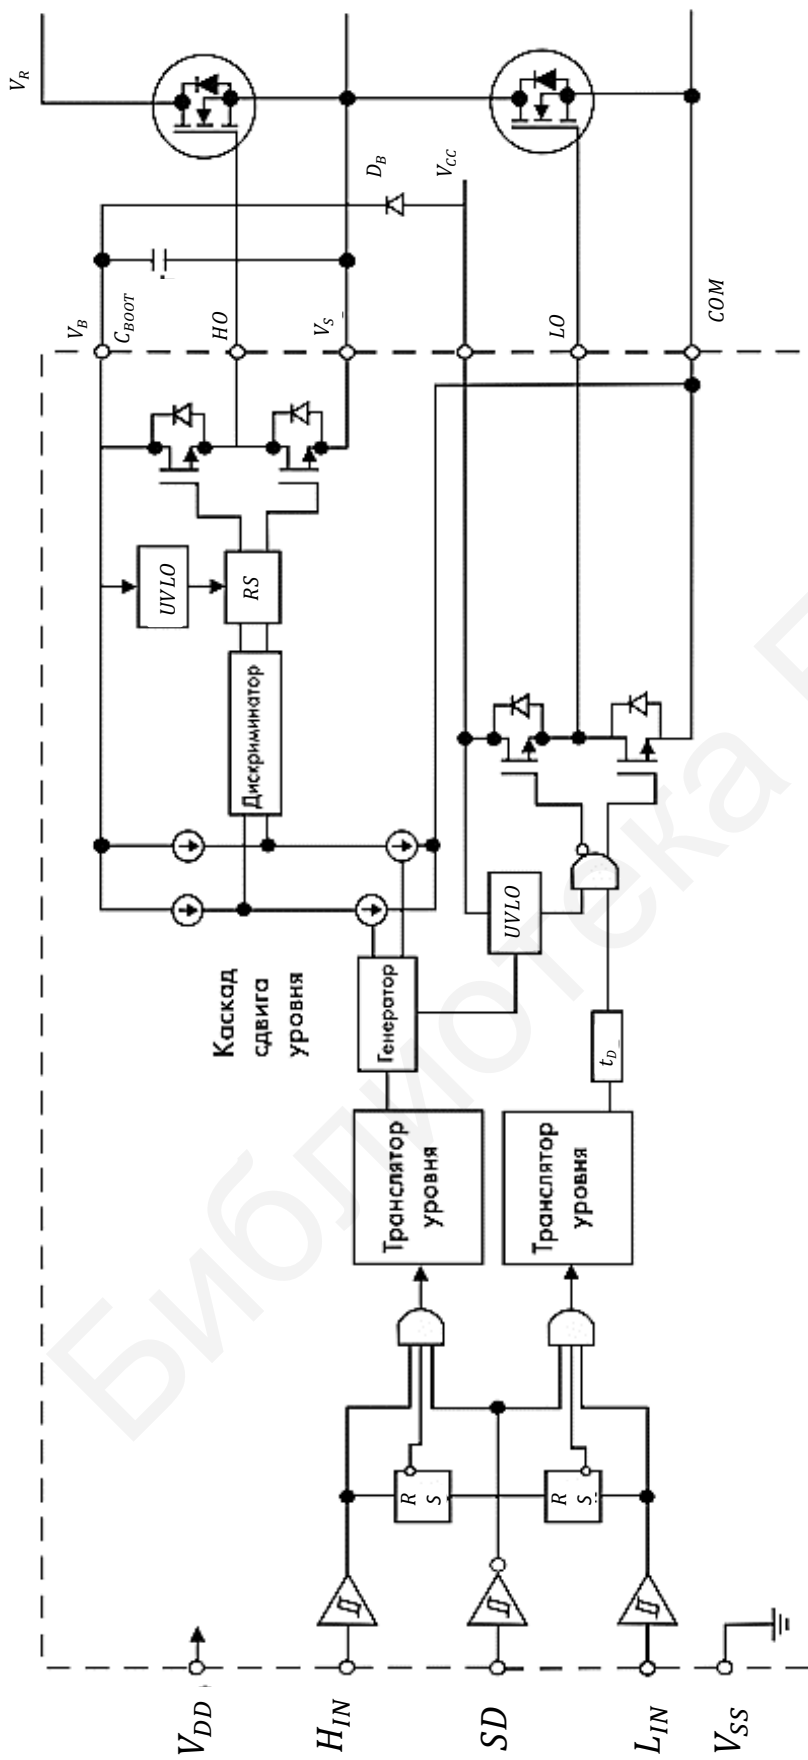 V_DD
H_IN
SD
L_IN
V_SS
R
S
R
S
Транслятор
уровня
Транслятор
уровня
Генератор
t_D
Каскад
сдвига
уровня
UVLO
Дискриминатор
UVLO
RS
V_B
C_BOOT
HO
V_S
LO
COM
D_B
V_CC
V_R
Библиотека